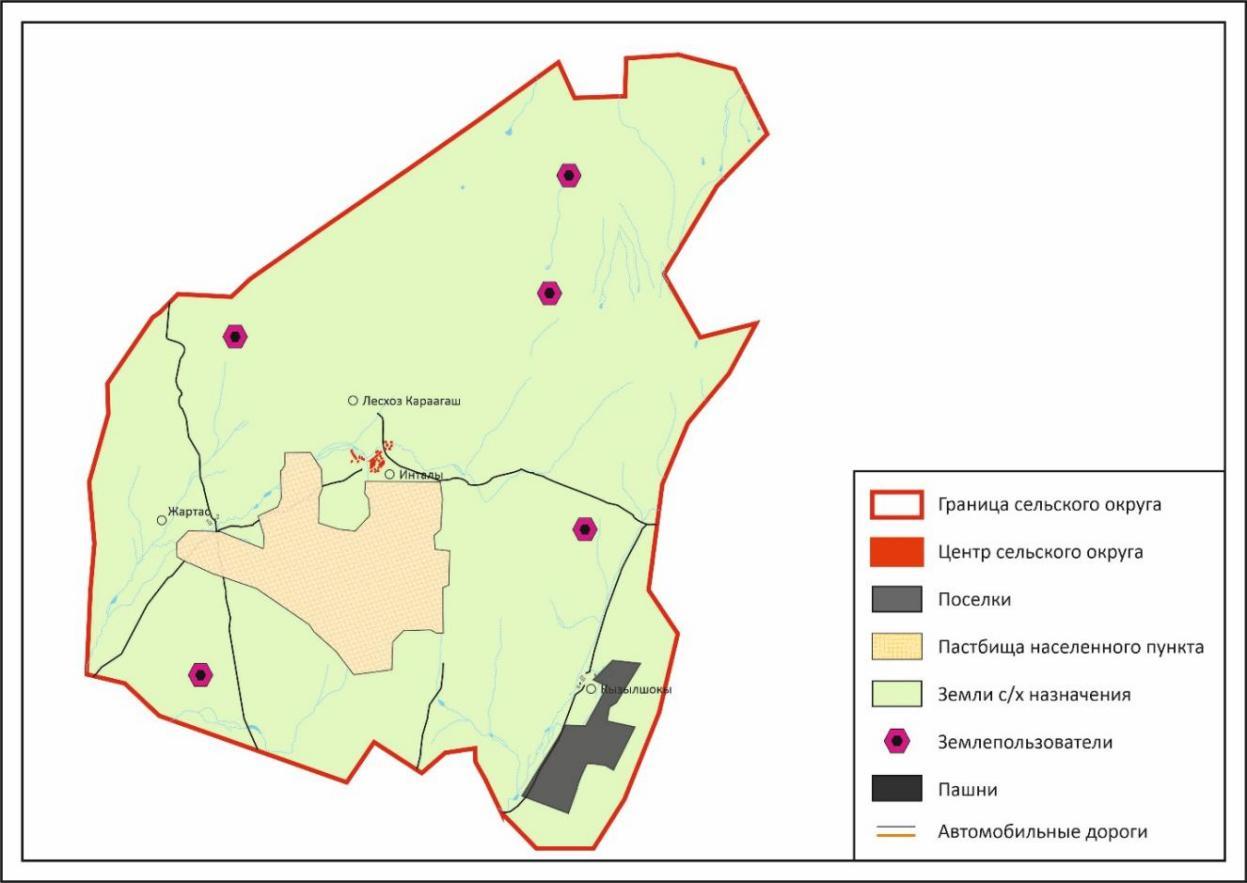 Лесхоз Караагаш
Инталы
Жартас
Кызылшокы
Граница сельского округа
Центр сельского округа
Поселки
Пастбища населенного пункта
Земли с/х назначения
Землепользователи
Пашни
Автомобильные дороги